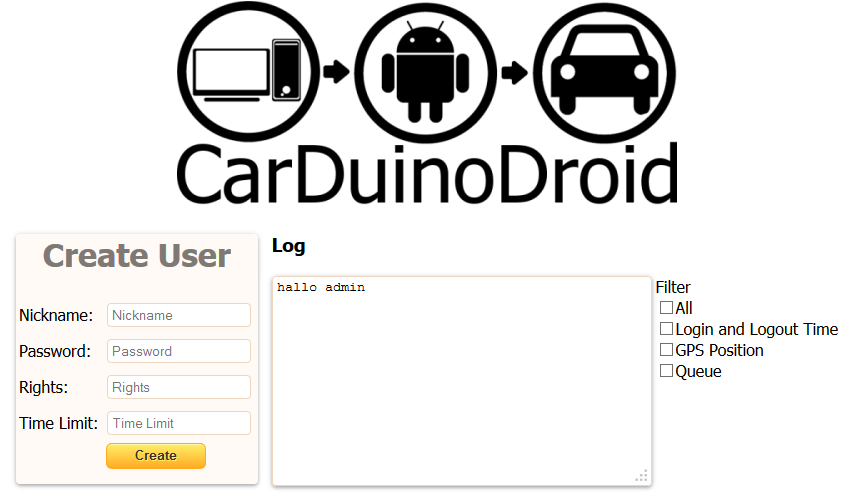 CarDuinoDroid
Create User
Nickname: Nickname
Password: Password
Rights: Rights
Time Limit: Time Limit
Create
Log
hallo admin
Filter
All
Login and Logout Time
GPS Position
Queue